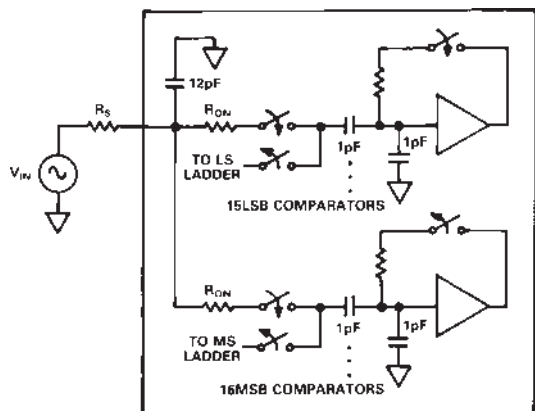 12pF
RS
RON
VIN
TO LS
LADDER
1pF
1pF
15LSB COMPARATORS
RON
TO MS
LADDER
1pF
1pF
16MSB COMPARATORS